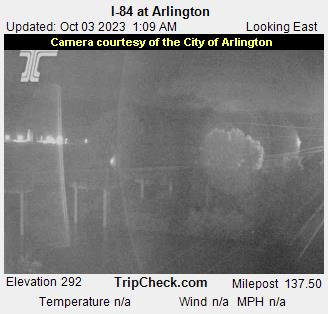 I-84 at Arlington
Updated: Oct 03 2023 1:09 AM Looking East
Camera courtesy of the City of Arlington
Elevation 292 TripCheck.com Milepost 137.50
Temperature n/a Wind n/a MPH n/a